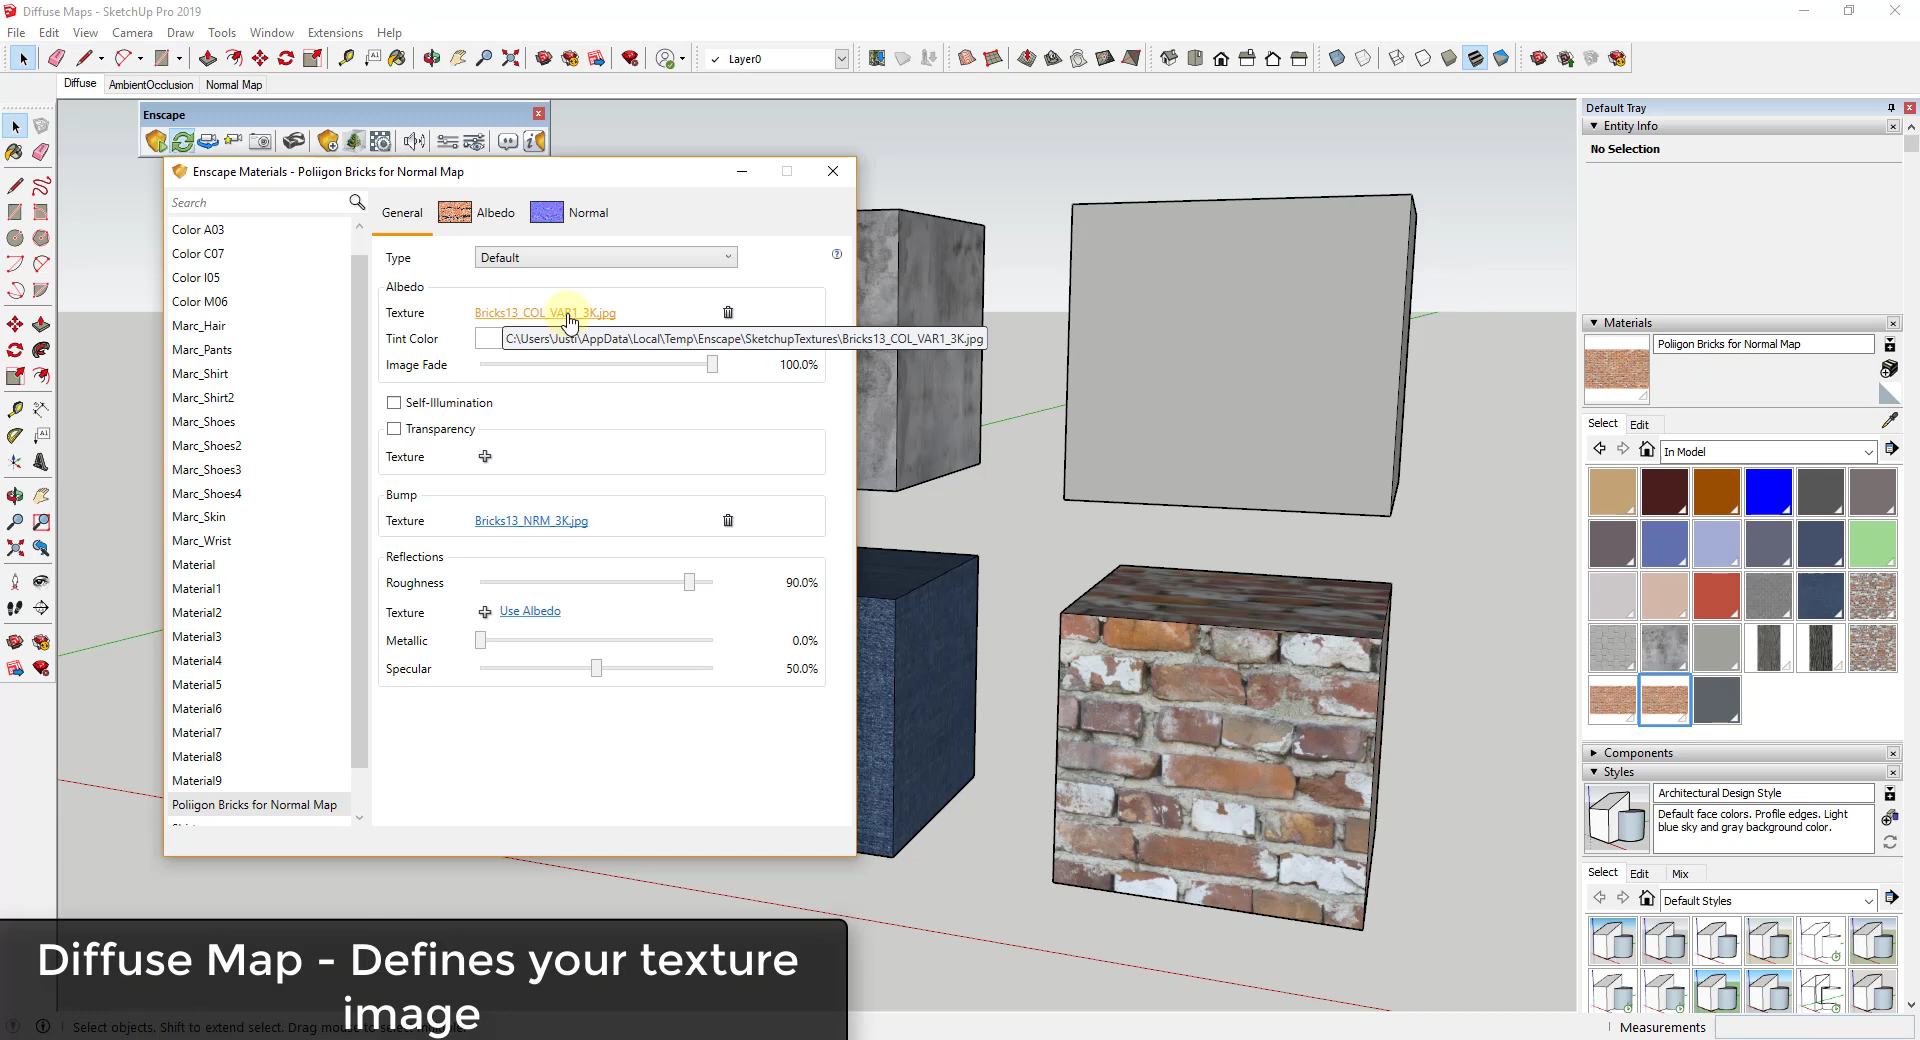 Diffuse Maps - SketchUp Pro 2019
File Edit View Camera Draw Tools Window Extensions Help
Layer0
Diffuse AmbientOcclusion Normal Map
Enscape
Enscape Materials - Poliigon Bricks for Normal Map
Search
Color A03
Color C07
Color I05
Color M06
Marc_Hair
Marc_Pants
Marc_Shirt
Marc_Shirt2
Marc_Shoes
Marc_Shoes2
Marc_Shoes3
Marc_Shoes4
Marc_Skin
Marc_Wrist
Material
Material1
Material2
Material3
Material4
Material5
Material6
Material7
Material8
Material9
Poliigon Bricks for Normal Map
General Albedo Normal
Type Default
Albedo
Texture Bricks13_COL_VAR1_3K.jpg
Tint Color
C:\Users\Justi\AppData\Local\Temp\Enscape\SketchupTextures\Bricks13_COL_VAR1_3K.jpg
Image Fade 100.0%
Self-Illumination
Transparency
Texture
Bump
Texture Bricks13_NRM_3K.jpg
Reflections
Roughness 90.0%
Texture Use Albedo
Metallic 0.0%
Specular 50.0%
Default Tray
Entity Info
No Selection
Materials
Poliigon Bricks for Normal Map
Select Edit
In Model
Components
Styles
Architectural Design Style
Default face colors. Profile edges. Light
blue sky and gray background color.
Select Edit Mix
Default Styles
Diffuse Map - Defines your texture
image
Select objects. Shift to extend select. Drag mouse to select
Measurements